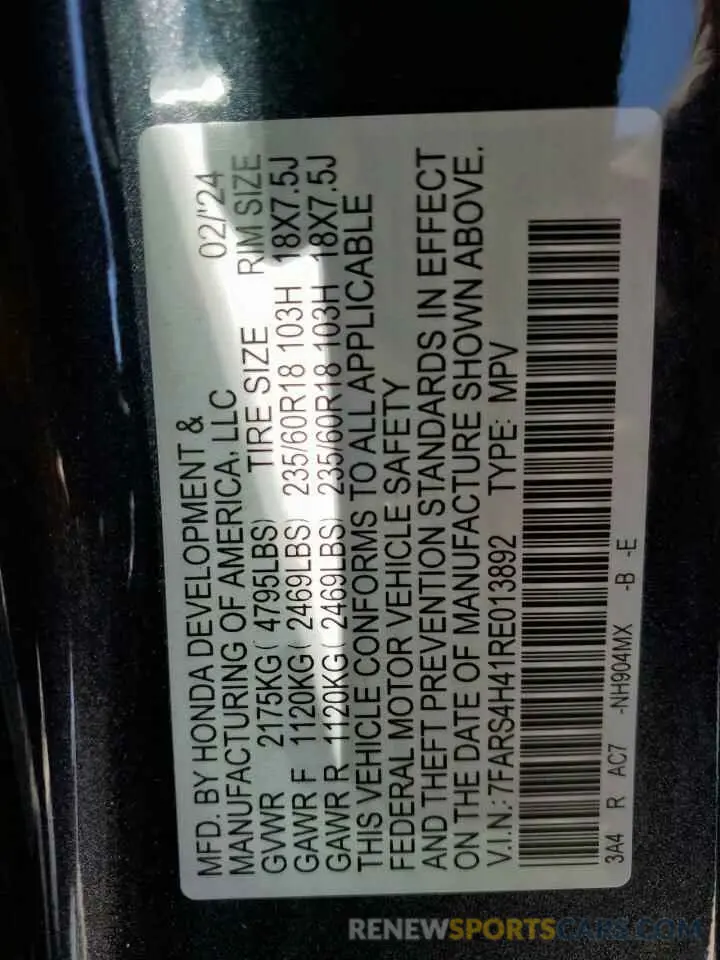 MFD. BY HONDA DEVELOPMENT &
MANUFACTURING OF AMERICA, LLC 02/'24
GVWR 2175KG( 4795LBS) TIRE SIZE RIM SIZE
GAWR F 1120KG( 2469LBS) 235/60R18 103H 18X7.5J
GAWR R 1120KG( 2469LBS) 235/60R18 103H 18X7.5J
THIS VEHICLE CONFORMS TO ALL APPLICABLE
FEDERAL MOTOR VEHICLE SAFETY
AND THEFT PREVENTION STANDARDS IN EFFECT
ON THE DATE OF MANUFACTURE SHOWN ABOVE.
V.I.N.: 7FARS4H41RE013892 TYPE: MPV
3A4 R AC7 -NH904MX -B -E
RENEWSPORTSCARS.COM